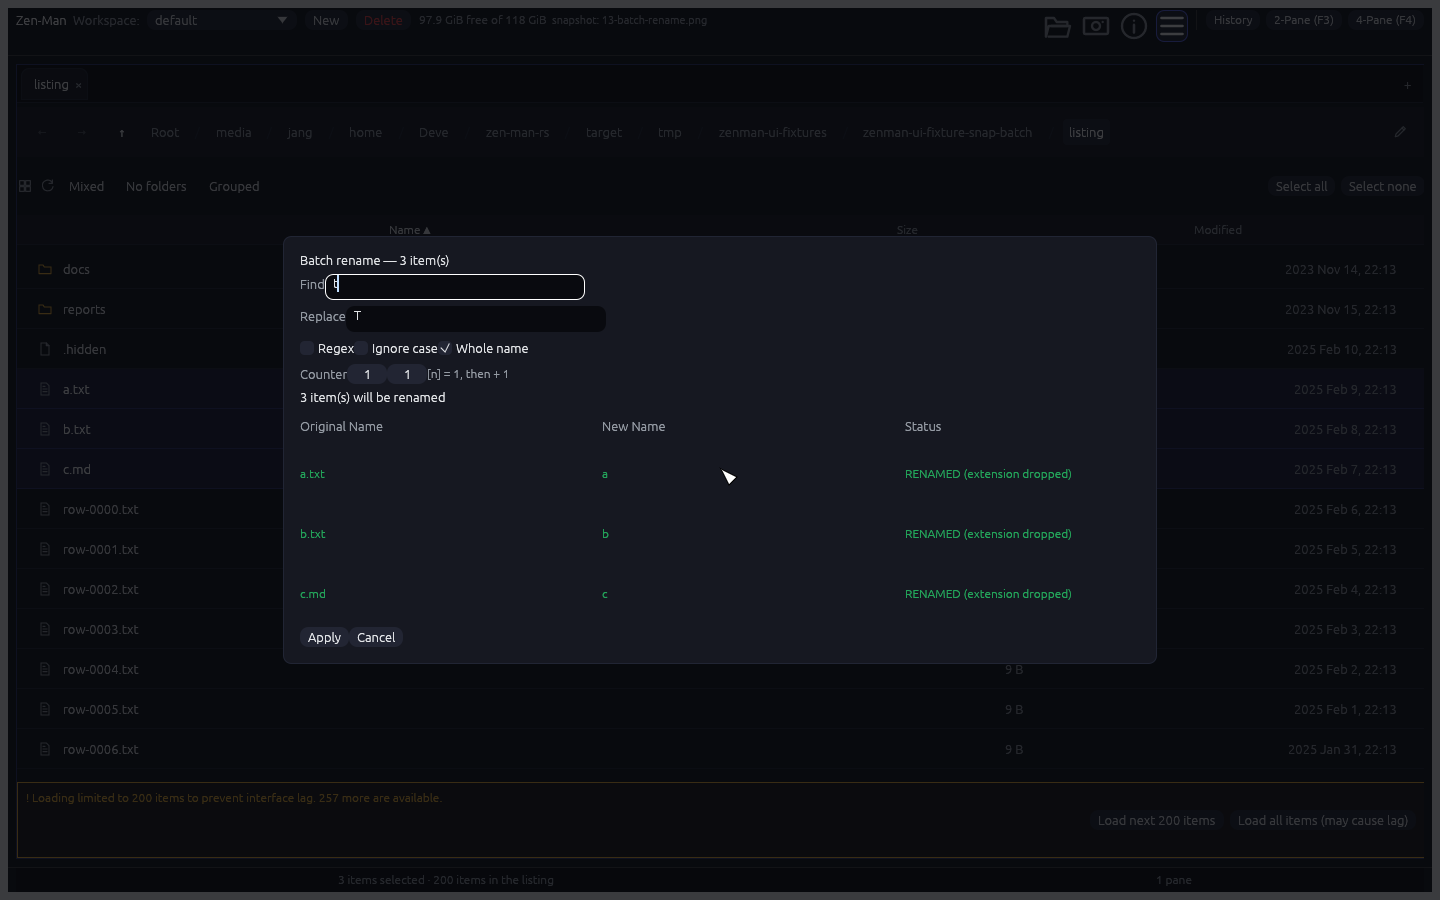 Zen-Man Workspace: default New Delete 97.9 GiB free of 118 GiB snapshot: 13-batch-rename.png History 2-Pane (F3) 4-Pane (F4)
listing × +
← → ↑ Root media jang home Deve zen-man-rs target tmp zenman-ui-fixtures zenman-ui-fixture-snap-batch listing
Mixed No folders Grouped Select all Select none
Name ▲ Size Modified
docs 2023 Nov 14, 22:13
reports 2023 Nov 15, 22:13
.hidden 2025 Feb 10, 22:13
a.txt 2025 Feb 9, 22:13
b.txt 2025 Feb 8, 22:13
c.md 2025 Feb 7, 22:13
row-0000.txt 2025 Feb 6, 22:13
row-0001.txt 2025 Feb 5, 22:13
row-0002.txt 2025 Feb 4, 22:13
row-0003.txt 2025 Feb 3, 22:13
row-0004.txt 9 B 2025 Feb 2, 22:13
row-0005.txt 9 B 2025 Feb 1, 22:13
row-0006.txt 9 B 2025 Jan 31, 22:13
Batch rename — 3 item(s)
Find t
Replace T
Regex Ignore case ✓ Whole name
Counter 1 1 [n] = 1, then + 1
3 item(s) will be renamed
Original Name New Name Status
a.txt a RENAMED (extension dropped)
b.txt b RENAMED (extension dropped)
c.md c RENAMED (extension dropped)
Apply Cancel
! Loading limited to 200 items to prevent interface lag. 257 more are available.
Load next 200 items Load all items (may cause lag)
3 items selected · 200 items in the listing 1 pane